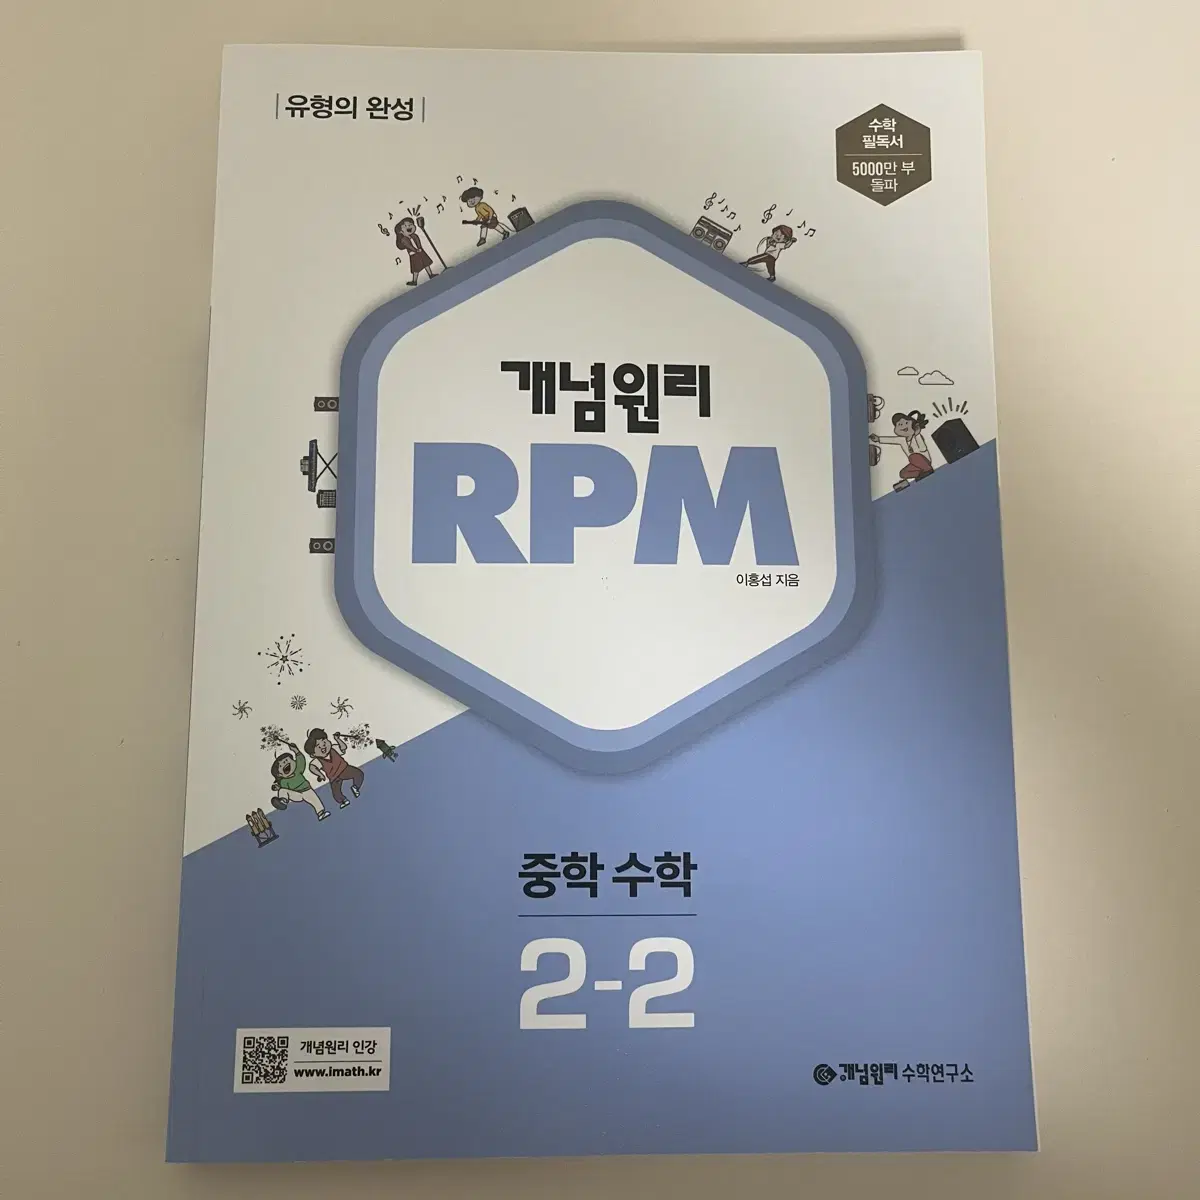 유형의 완성
수학
필독서
5000만 부
돌파
개념원리
RPM
이홍섭 지음
중학 수학
2-2
개념원리 인강
www.imath.kr
개념원리 수학연구소